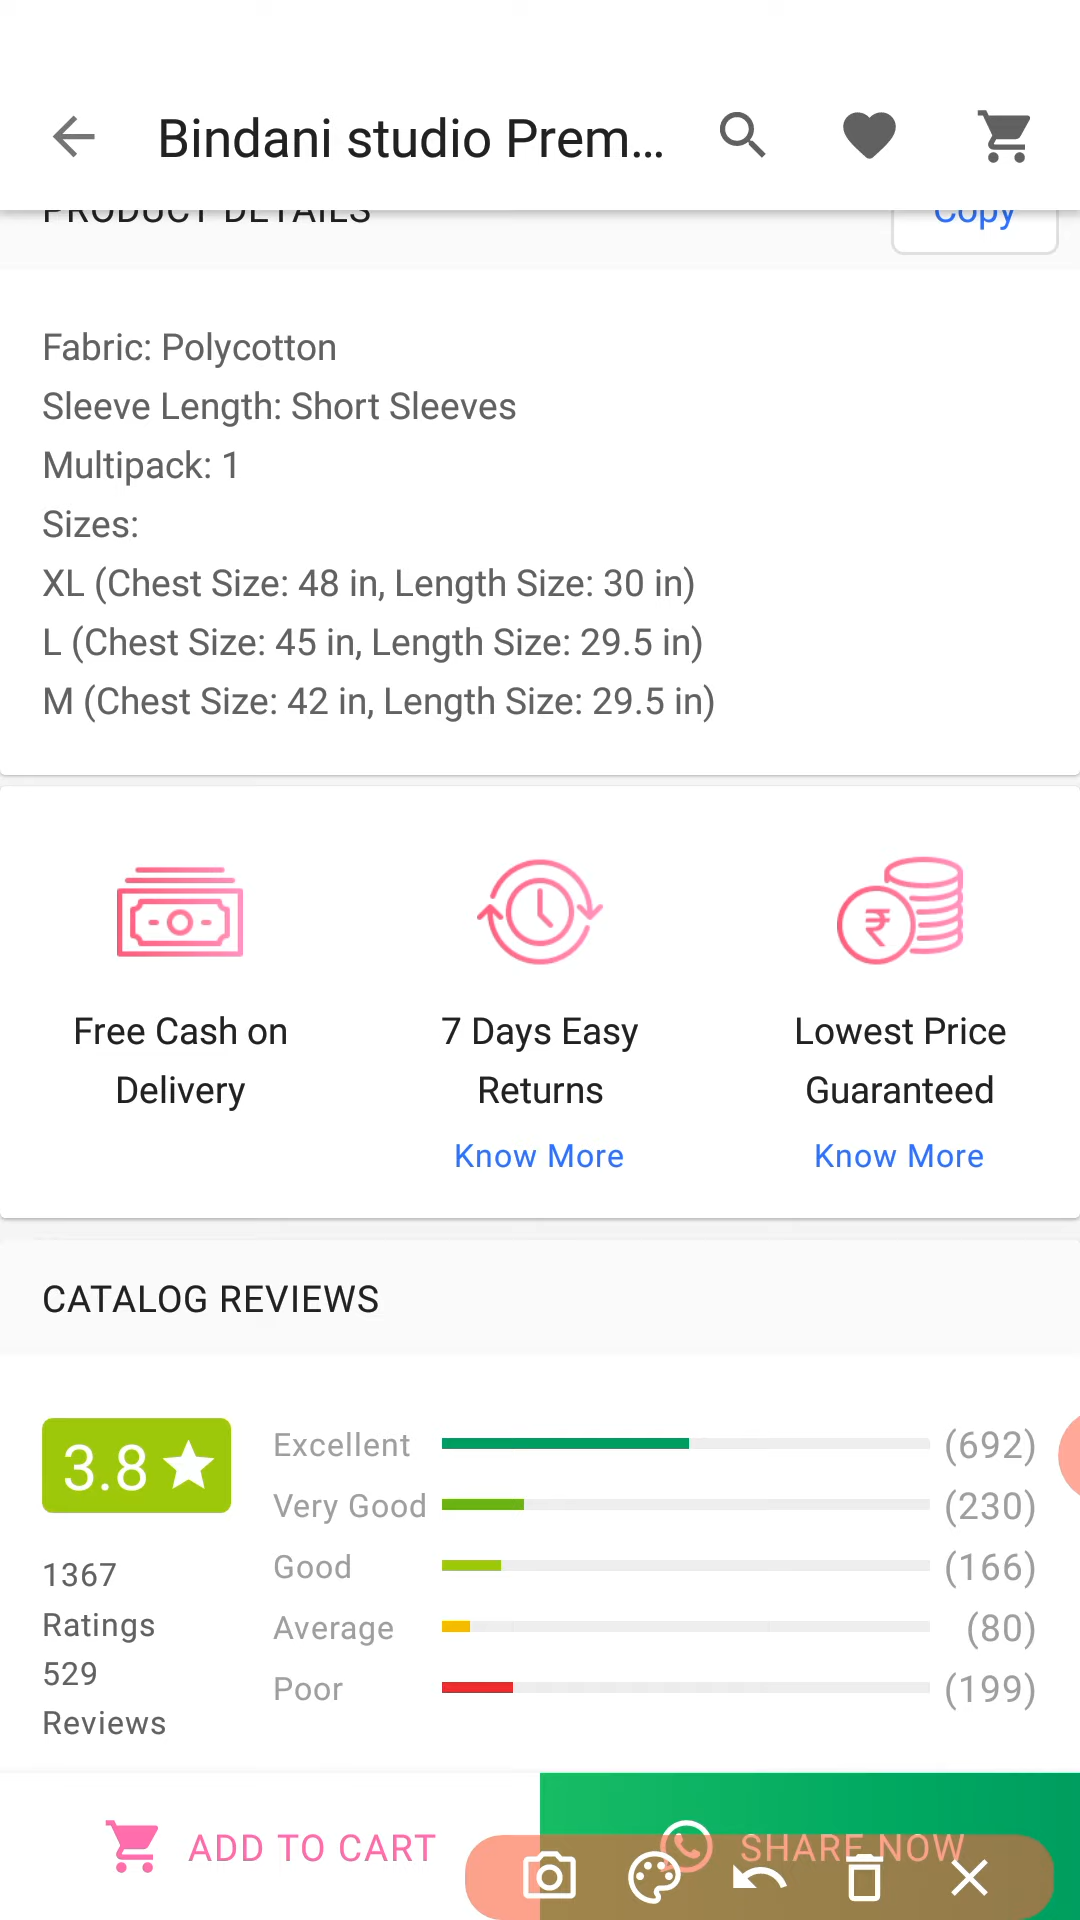 Bindani studio Prem...
PRODUCT DETAILS
Copy
Fabric: Polycotton
Sleeve Length: Short Sleeves
Multipack: 1
Sizes:
XL (Chest Size: 48 in, Length Size: 30 in)
L (Chest Size: 45 in, Length Size: 29.5 in)
M (Chest Size: 42 in, Length Size: 29.5 in)
Free Cash on
Delivery
7 Days Easy
Returns
Know More
Lowest Price
Guaranteed
Know More
CATALOG REVIEWS
3.8
1367
Ratings
529
Reviews
Excellent (692)
Very Good (230)
Good (166)
Average (80)
Poor (199)
ADD TO CART
SHARE NOW